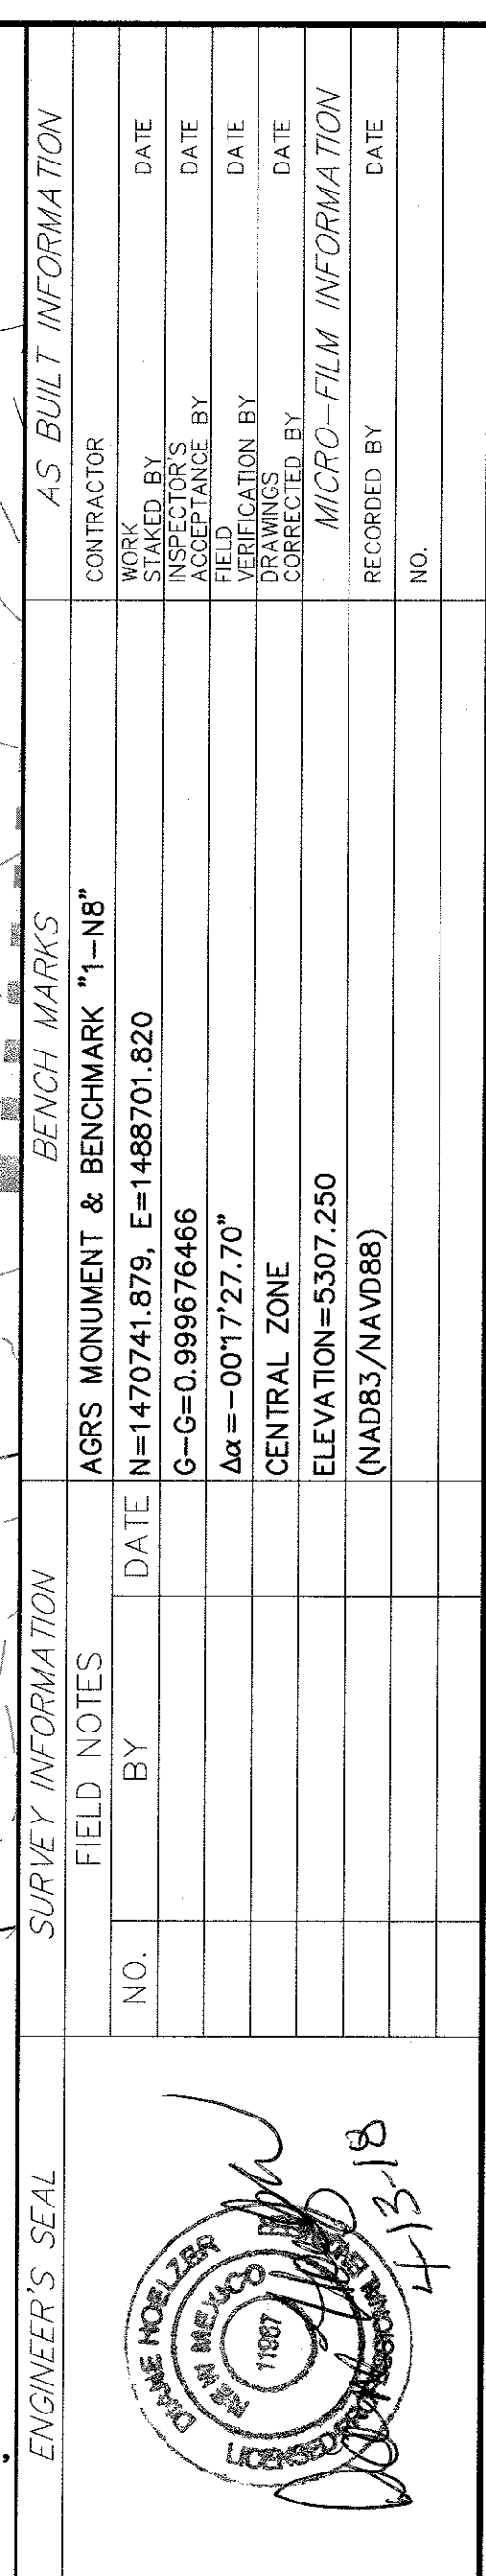 ENGINEER'S SEAL
DIANE HOELZER
NEW MEXICO
11987
LICENSED PROFESSIONAL
4-13-18
SURVEY INFORMATION
FIELD NOTES
NO. BY DATE
BENCH MARKS
AGRS MONUMENT & BENCHMARK "1-N8"
N=1470741.879, E=1488701.820
G-G=0.999676466
Δα=-00°17'27.70"
CENTRAL ZONE
ELEVATION=5307.250
(NAD83/NAVD88)
AS BUILT INFORMATION
CONTRACTOR
WORK
STAKED BY DATE
INSPECTOR'S
ACCEPTANCE BY DATE
FIELD
VERIFICATION BY DATE
DRAWINGS
CORRECTED BY DATE
MICRO-FILM INFORMATION
RECORDED BY DATE
NO.